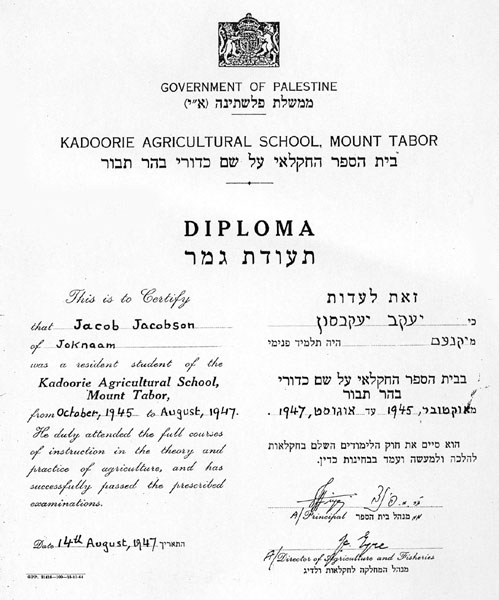 GOVERNMENT OF PALESTINE
ממשלת פלשתינה (א״י)
KADOORIE AGRICULTURAL SCHOOL, MOUNT TABOR
בית הספר החקלאי על שם כדורי בהר תבור
DIPLOMA
תעודת גמר
This is to Certify
that Jacob Jacobson
of Joknaam
was a resident student of the
Kadoorie Agricultural School,
Mount Tabor,
from October, 1945 to August, 1947.
He duly attended the full courses
of instruction in the theory and
practice of agriculture, and has
successfully passed the prescribed
examinations.
זאת לעדות
כי יעקב יעקבסון
מיקנעם היה תלמיד פנימי
בבית הספר החקלאי על שם כדורי
בהר תבור
מאוקטובר, 1945 עד אוגוסט, 1947.
הוא סיים את חוק הלימודים השלם בחקלאות
להלכה ולמעשה ועמד בבחינות כדין.
A/Principal מנהל בית הספר
Date 14th August, 1947. התאריך
A/Director of Agriculture and Fisheries
מנהל המחלקה לחקלאות ולדיג